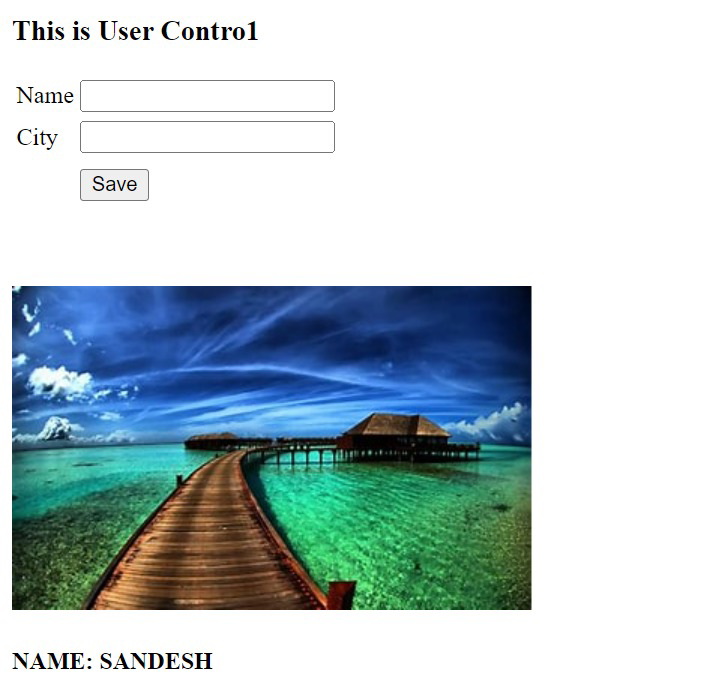 This is User Contro1
Name
City
Save
NAME: SANDESH